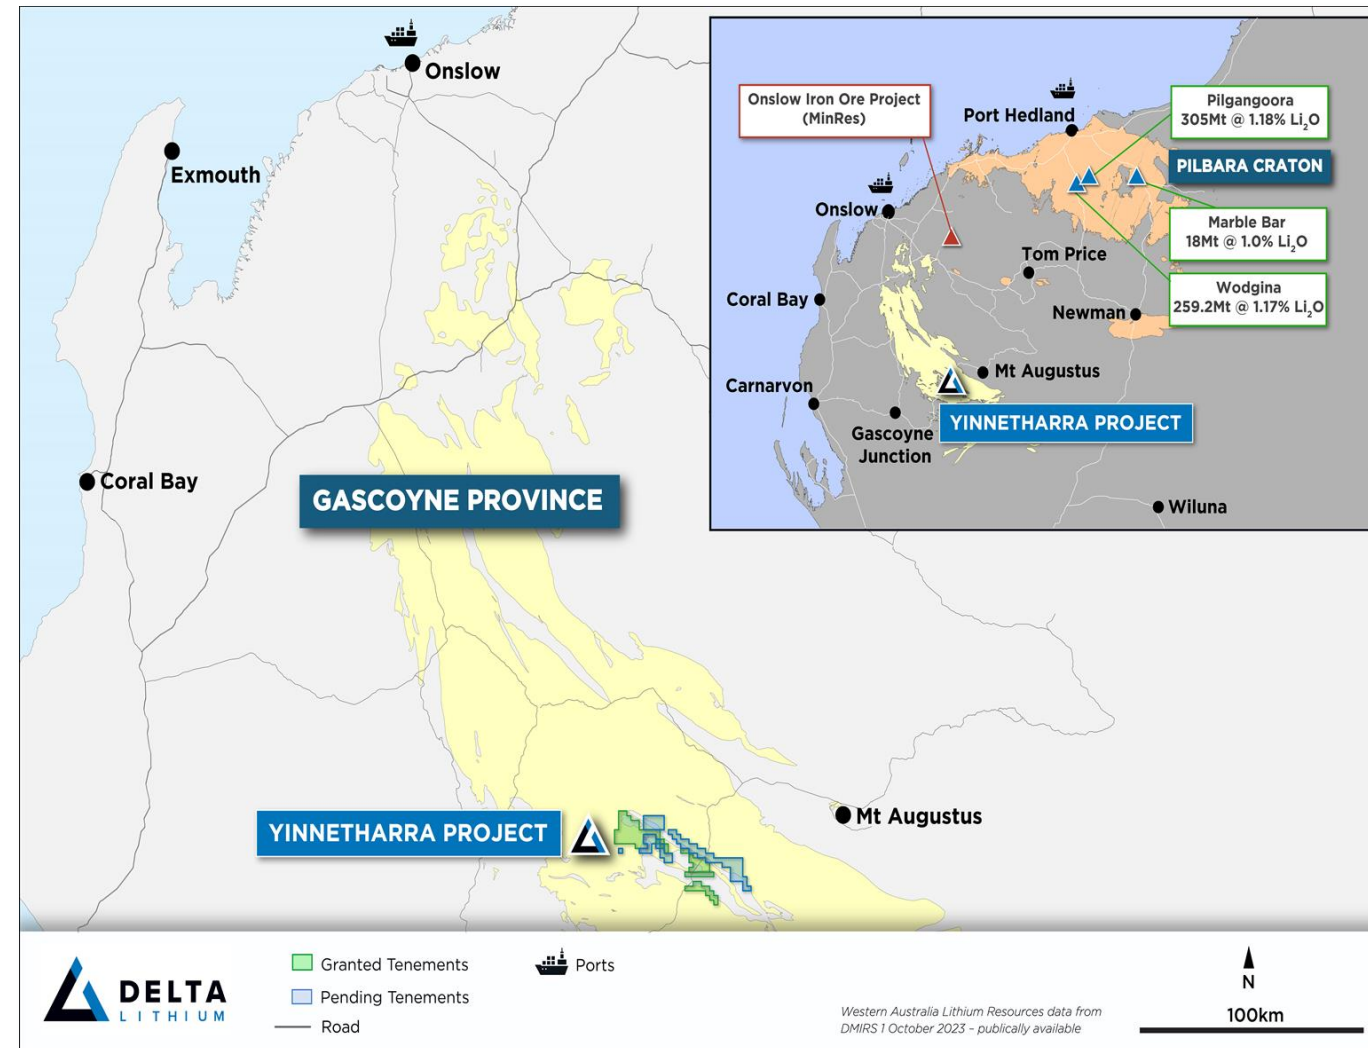 Onslow
Exmouth
Coral Bay
GASCOYNE PROVINCE
YINNETHARRA PROJECT
Mt Augustus
Onslow Iron Ore Project
(MinRes)
Port Hedland
Pilgangoora
305Mt @ 1.18% Li₂O
PILBARA CRATON
Onslow
Marble Bar
18Mt @ 1.0% Li₂O
Tom Price
Wodgina
259.2Mt @ 1.17% Li₂O
Coral Bay
Newman
Mt Augustus
Carnarvon
YINNETHARRA PROJECT
Gascoyne
Junction
Wiluna
DELTA
LITHIUM
Granted Tenements
Pending Tenements
Road
Ports
Western Australia Lithium Resources data from
DMIRS 1 October 2023 – publically available
N
100km